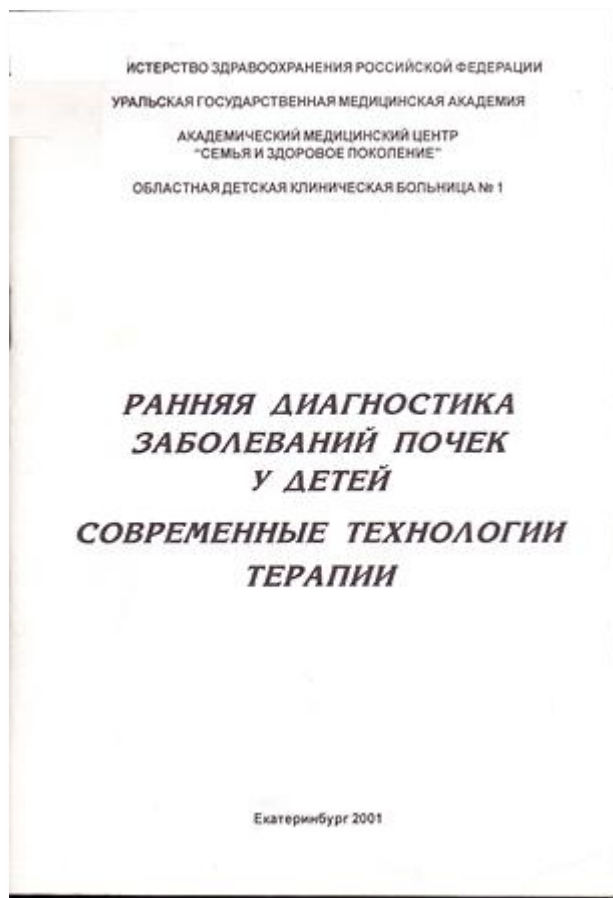 ИСТЕРСТВО ЗДРАВООХРАНЕНИЯ РОССИЙСКОЙ ФЕДЕРАЦИИ
УРАЛЬСКАЯ ГОСУДАРСТВЕННАЯ МЕДИЦИНСКАЯ АКАДЕМИЯ
АКАДЕМИЧЕСКИЙ МЕДИЦИНСКИЙ ЦЕНТР
"СЕМЬЯ И ЗДОРОВОЕ ПОКОЛЕНИЕ"
ОБЛАСТНАЯ ДЕТСКАЯ КЛИНИЧЕСКАЯ БОЛЬНИЦА № 1
РАННЯЯ ДИАГНОСТИКА
ЗАБОЛЕВАНИЙ ПОЧЕК
У ДЕТЕЙ
СОВРЕМЕННЫЕ ТЕХНОЛОГИИ
ТЕРАПИИ
Екатеринбург 2001